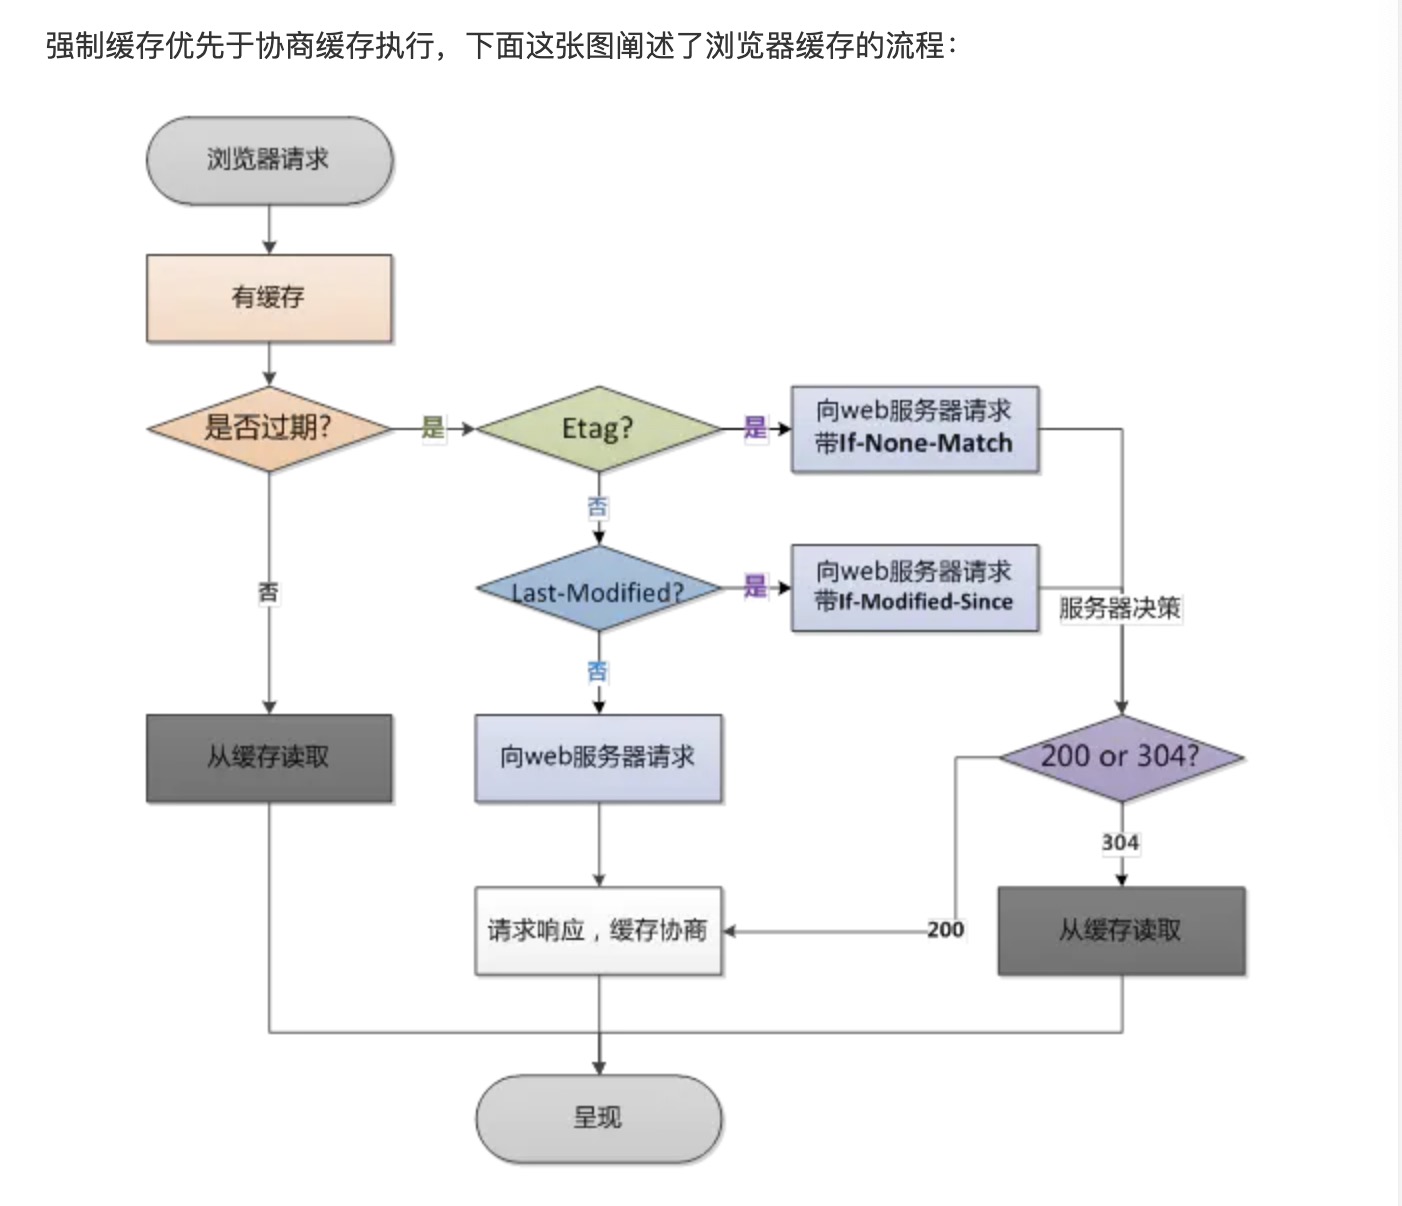 强制缓存优先于协商缓存执行，下面这张图阐述了浏览器缓存的流程：
浏览器请求
有缓存
是否过期?
是
Etag?
是
向web服务器请求
带If-None-Match
否
否
Last-Modified?
是
向web服务器请求
带If-Modified-Since
服务器决策
否
从缓存读取
向web服务器请求
200 or 304?
304
请求响应，缓存协商
200
从缓存读取
呈现